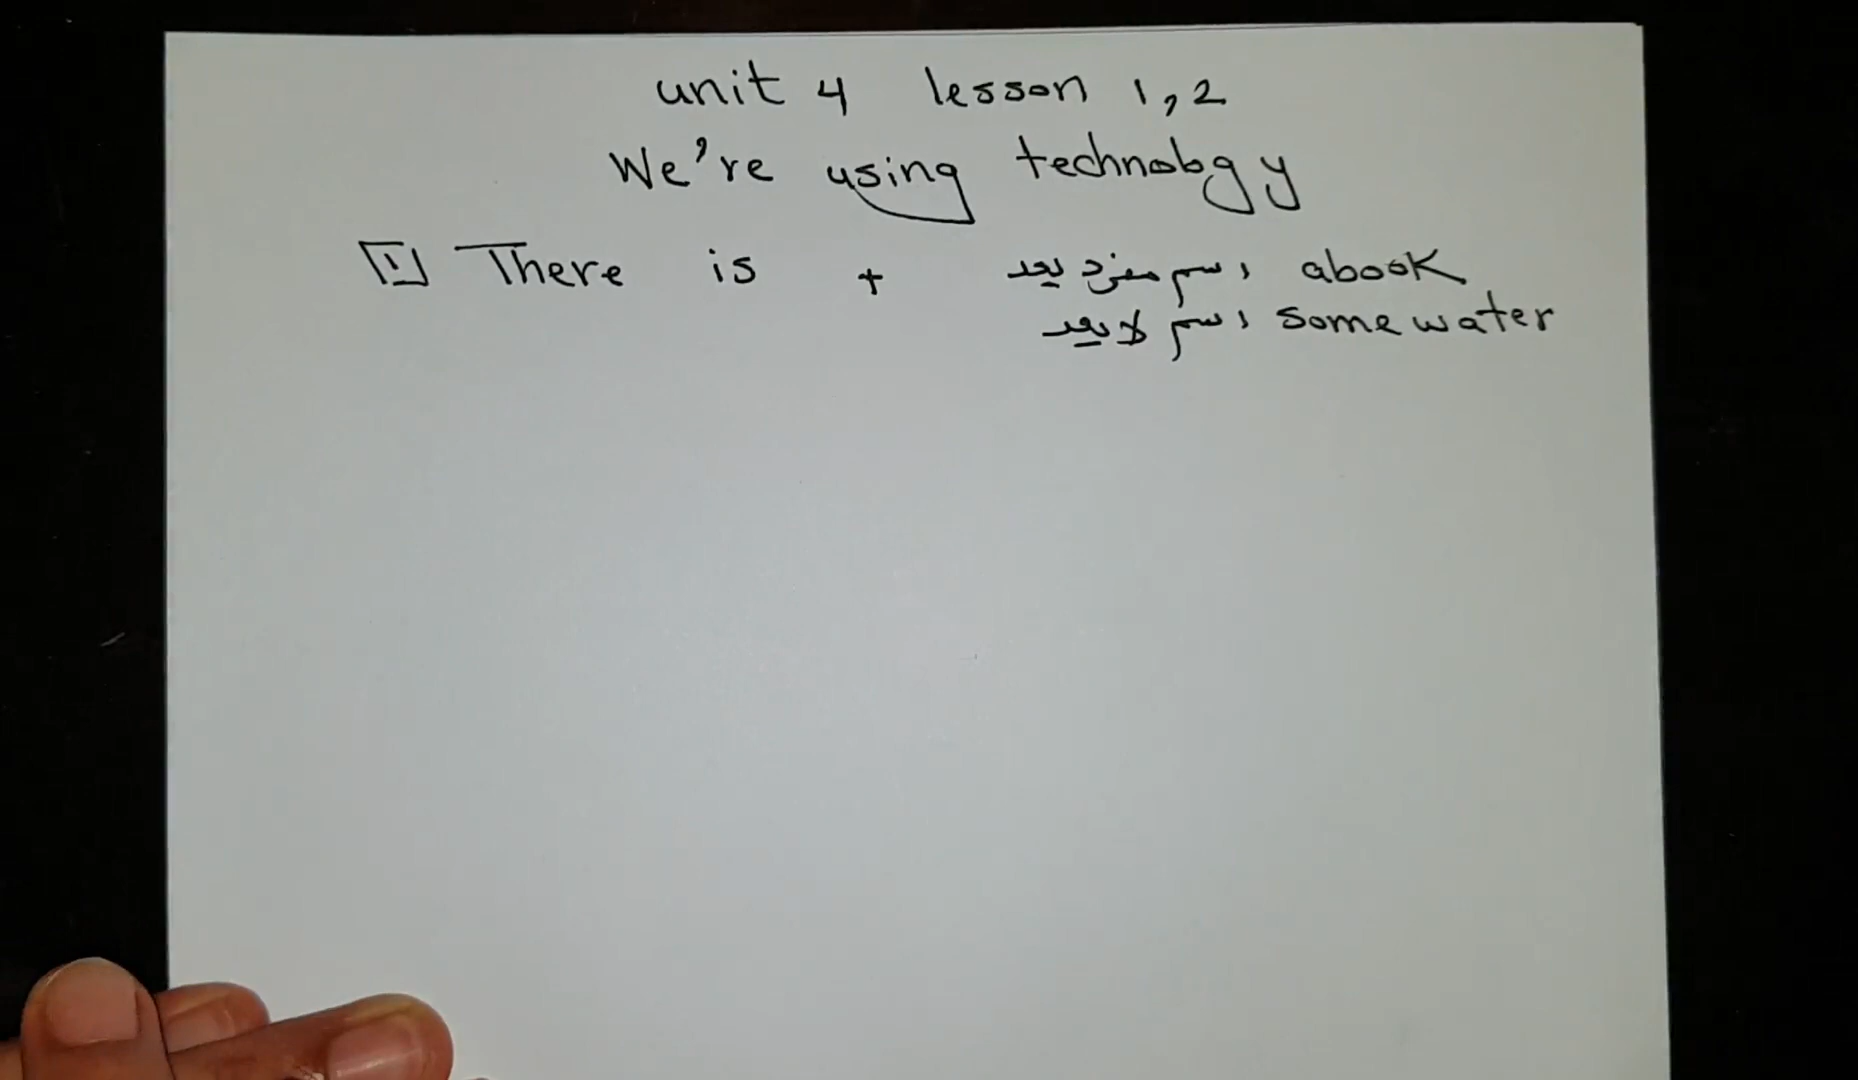 unit 4 lesson 1,2
We're using technology
1 There is + اسم مفرد يعد a book
اسم لا يعد some water